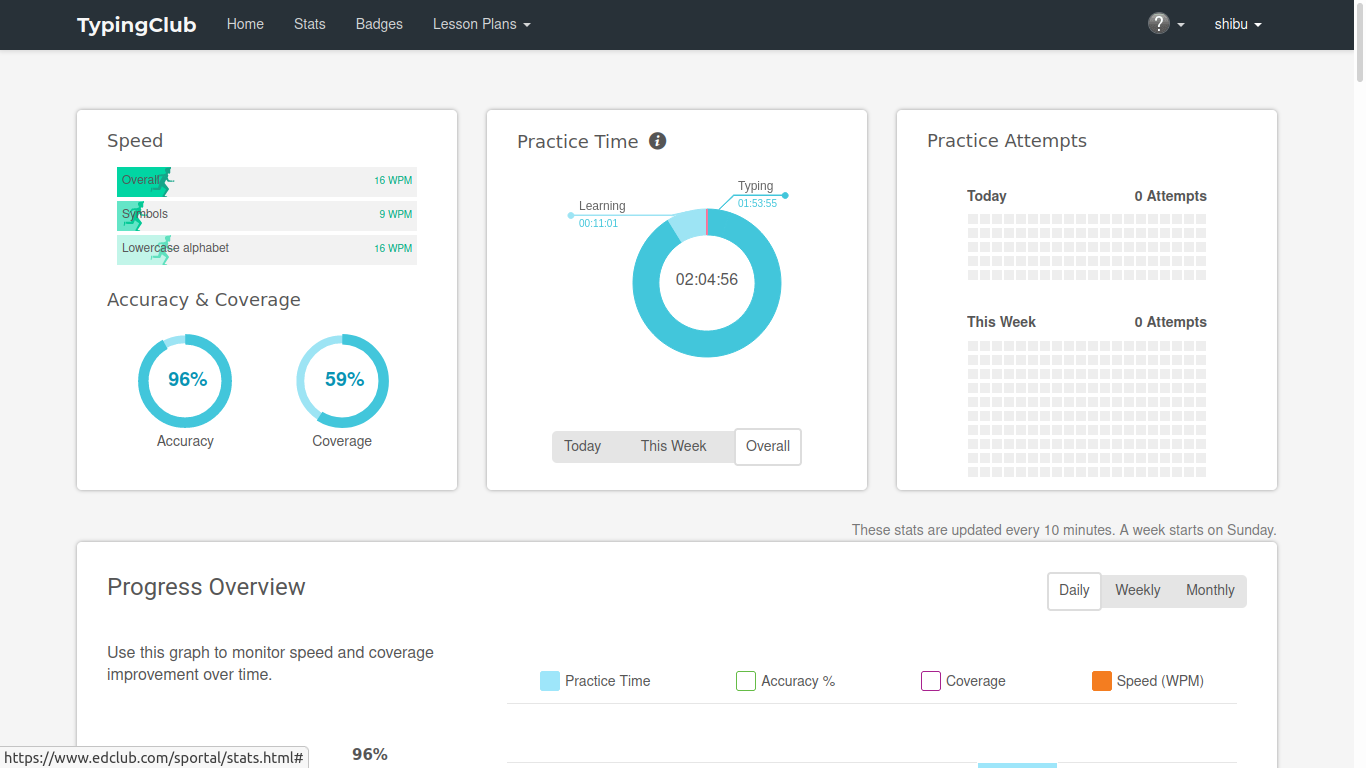 TypingClub Home Stats Badges Lesson Plans ? shibu
Speed
Overall 16 WPM
Symbols 9 WPM
Lowercase alphabet 16 WPM
Accuracy & Coverage
96% 59%
Accuracy Coverage
Practice Time i
Typing
01:53:55
Learning
00:11:01
02:04:56
Today This Week Overall
Practice Attempts
Today 0 Attempts
This Week 0 Attempts
These stats are updated every 10 minutes. A week starts on Sunday.
Progress Overview
Daily Weekly Monthly
Use this graph to monitor speed and coverage
improvement over time.
Practice Time Accuracy % Coverage Speed (WPM)
96%
https://www.edclub.com/sportal/stats.html#